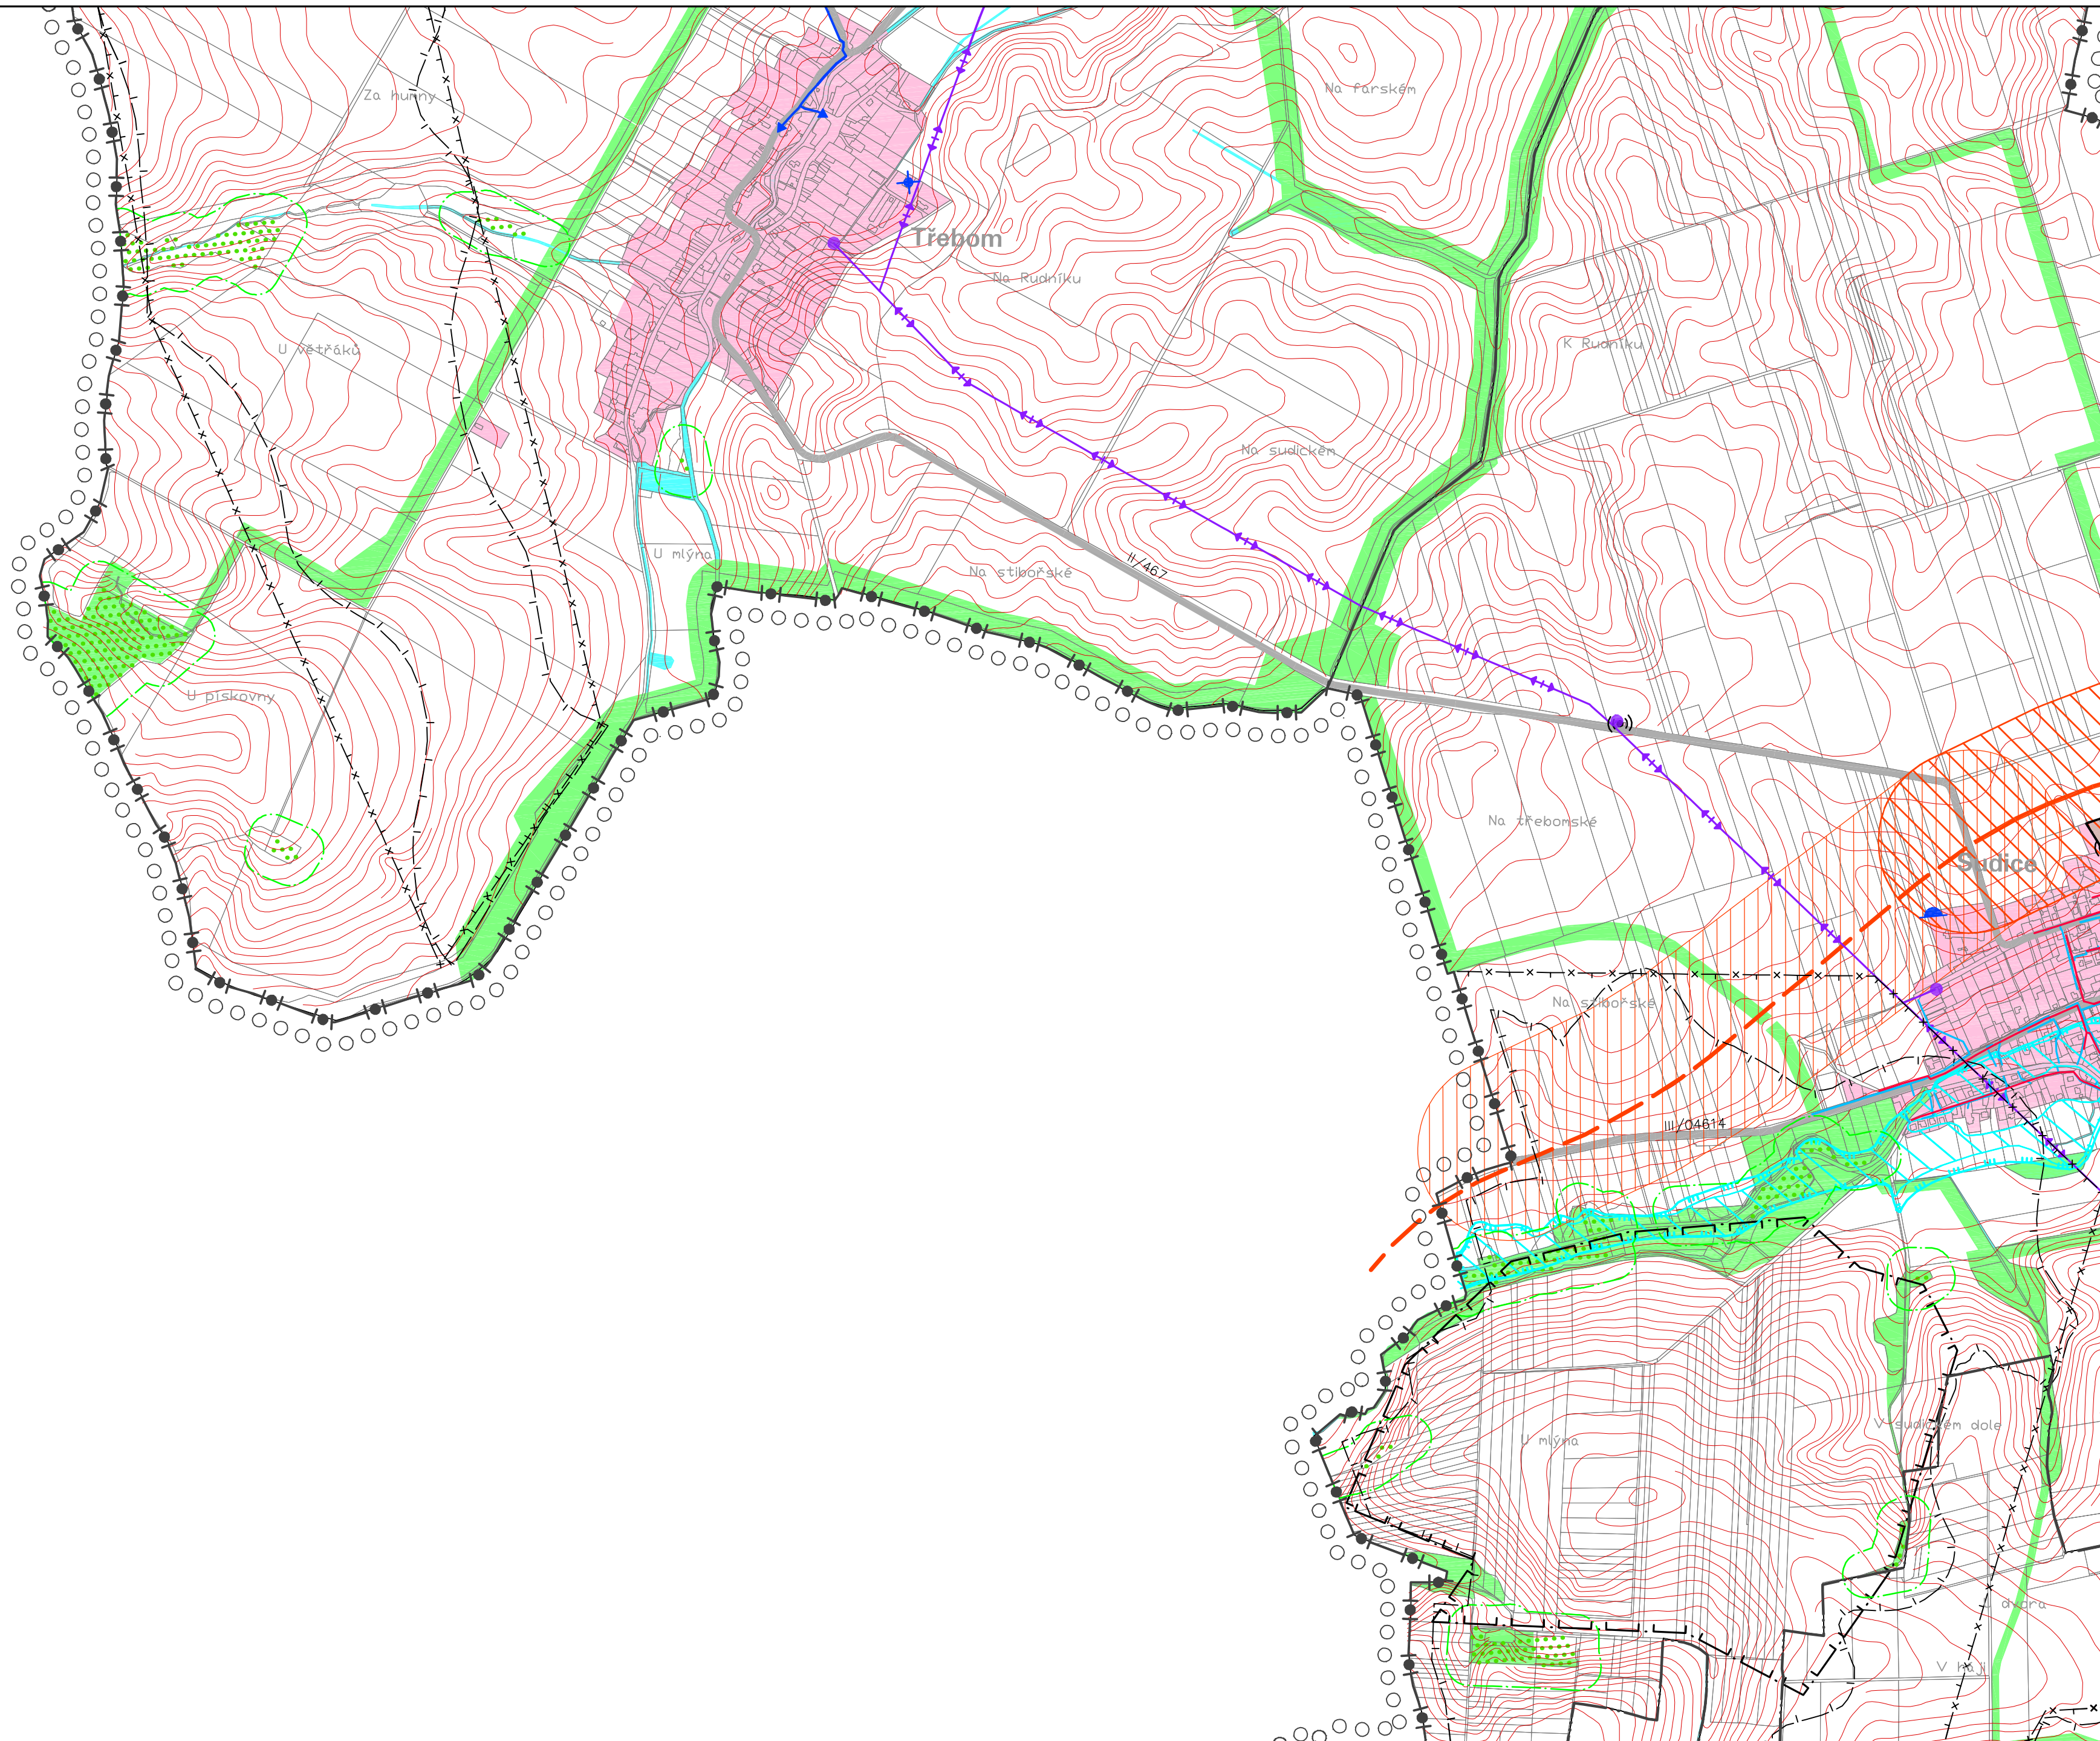 Na farském
Za humny
Třebom
Na Rudníku
K Rudníku
U větřáků
Na sudickém
U mlýna
II/467
Na stibořské
U pískovny
Na třebomské
Sudice
Na stibořské
III/04614
V sudickém dole
U mlýna
dvora
V háji